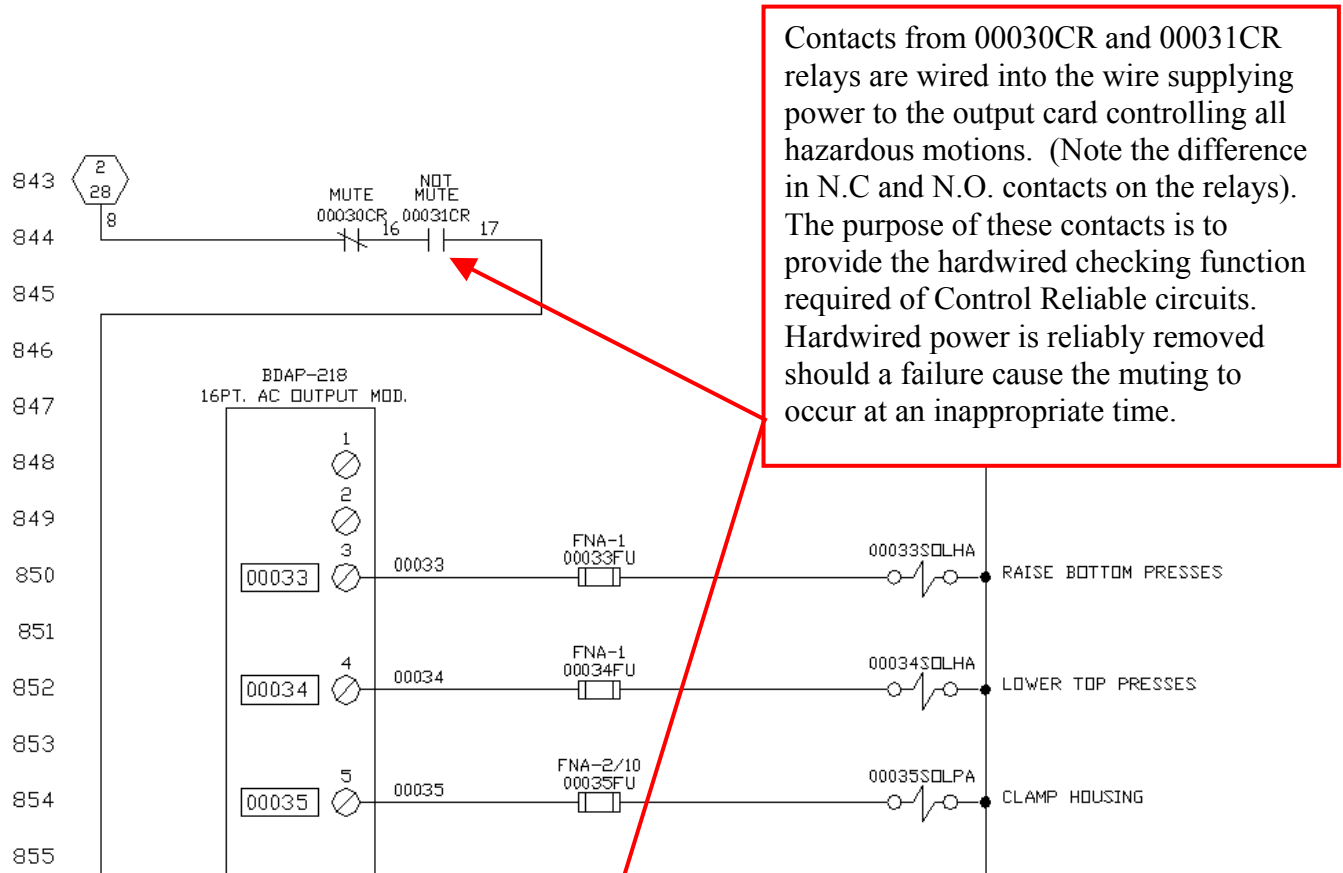 Contacts from 00030CR and 00031CR
relays are wired into the wire supplying
power to the output card controlling all
hazardous motions.  (Note the difference
in N.C and N.O. contacts on the relays).
The purpose of these contacts is to
provide the hardwired checking function
required of Control Reliable circuits.
Hardwired power is reliably removed
should a failure cause the muting to
occur at an inappropriate time.
843
2
28
8
MUTE
00030CR
16
NOT
MUTE
00031CR
17
844
845
846
BDAP-218
16PT. AC OUTPUT MOD.
847
1
848
2
849
3
850
00033
00033
FNA-1
00033FU
00033SOLHA
RAISE BOTTOM PRESSES
851
4
852
00034
00034
FNA-1
00034FU
00034SOLHA
LOWER TOP PRESSES
853
5
854
00035
00035
FNA-2/10
00035FU
00035SOLPA
CLAMP HOUSING
855